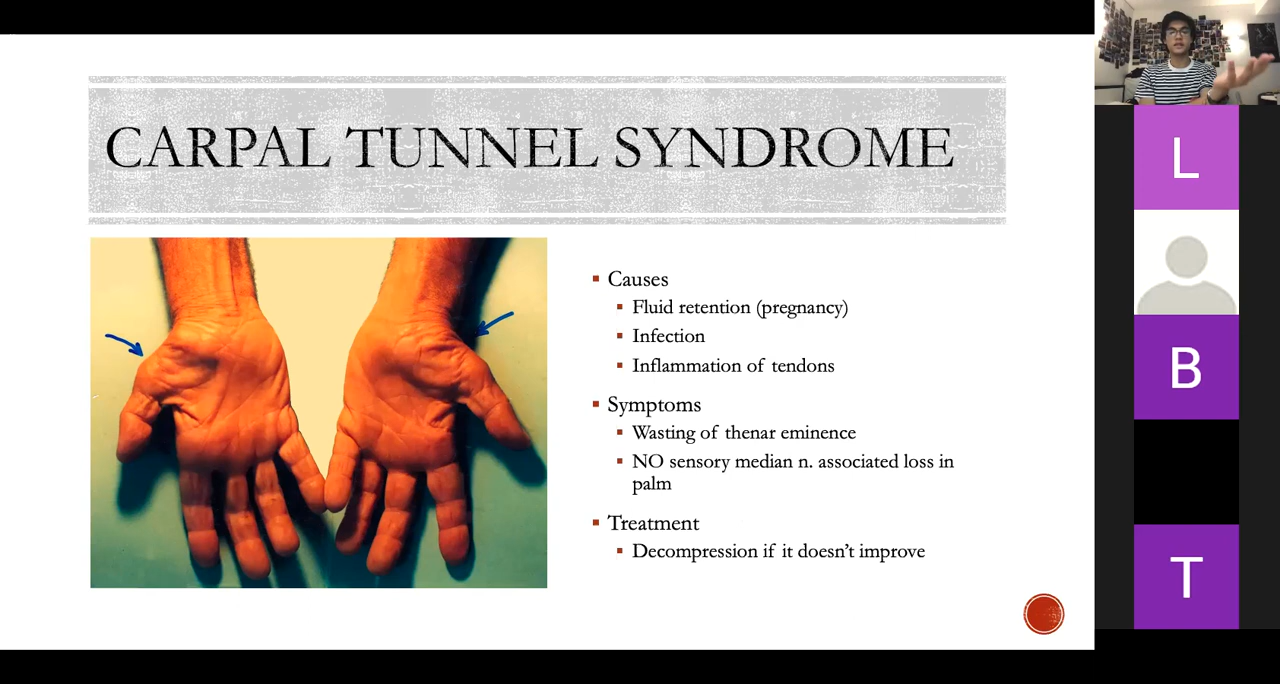 CARPAL TUNNEL SYNDROME
Causes
Fluid retention (pregnancy)
Infection
Inflammation of tendons
Symptoms
Wasting of thenar eminence
NO sensory median n. associated loss in
palm
Treatment
Decompression if it doesn’t improve
L
B
T